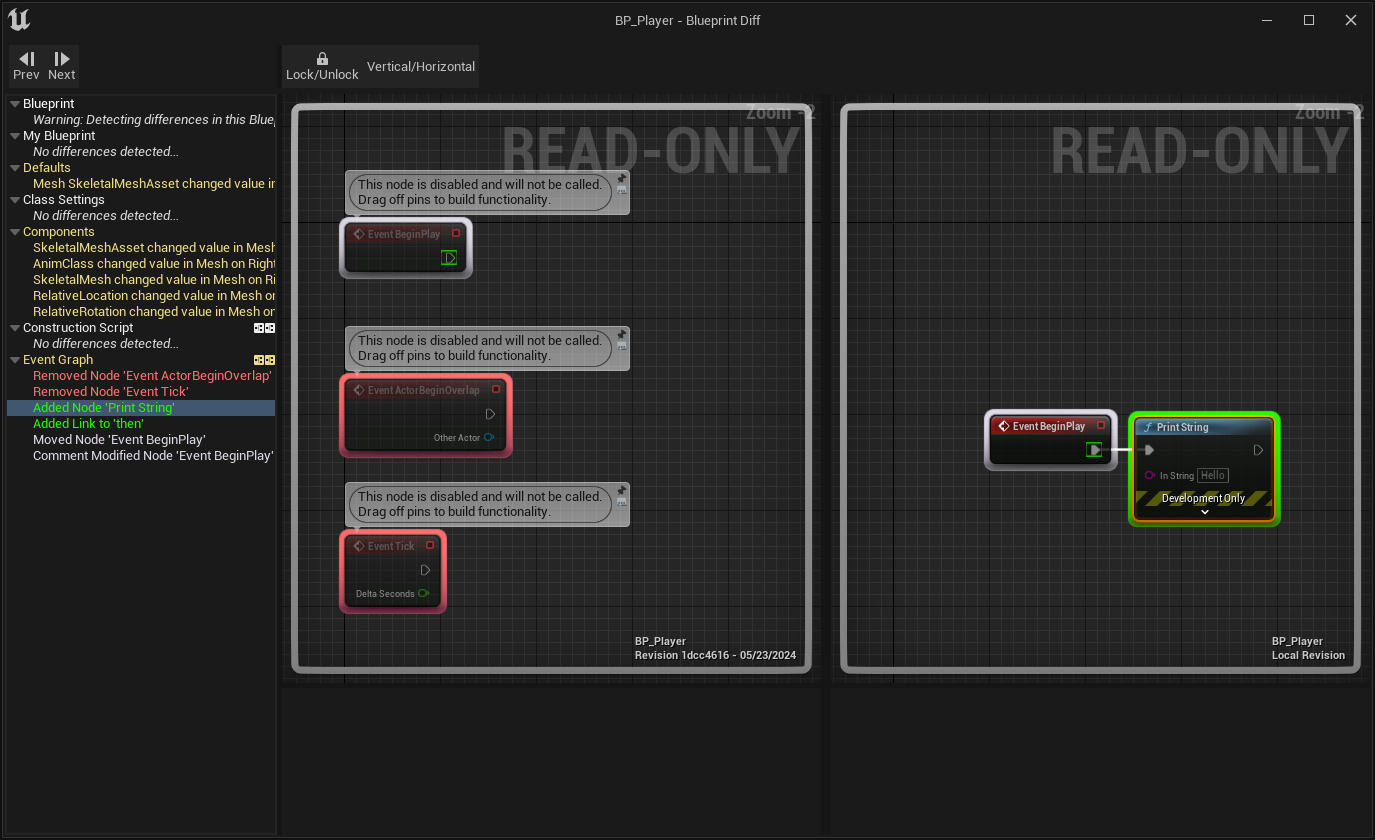 BP_Player - Blueprint Diff
Prev
Next
Lock/Unlock
Vertical/Horizontal
Blueprint
Warning: Detecting differences in this Blue
My Blueprint
No differences detected...
Defaults
Mesh SkeletalMeshAsset changed value in
Class Settings
No differences detected...
Components
SkeletalMeshAsset changed value in Mesh
AnimClass changed value in Mesh on Right
SkeletalMesh changed value in Mesh on Ri
RelativeLocation changed value in Mesh on
RelativeRotation changed value in Mesh on
Construction Script
No differences detected...
Event Graph
Removed Node 'Event ActorBeginOverlap'
Removed Node 'Event Tick'
Added Node 'Print String'
Added Link to 'then'
Moved Node 'Event BeginPlay'
Comment Modified Node 'Event BeginPlay'
Zoom -2
READ-ONLY
This node is disabled and will not be called.
Drag off pins to build functionality.
Event BeginPlay
This node is disabled and will not be called.
Drag off pins to build functionality.
Event ActorBeginOverlap
Other Actor
This node is disabled and will not be called.
Drag off pins to build functionality.
Event Tick
Delta Seconds
BP_Player
Revision 1dcc4616 - 05/23/2024
Zoom -2
READ-ONLY
Event BeginPlay
Print String
In String Hello
Development Only
BP_Player
Local Revision